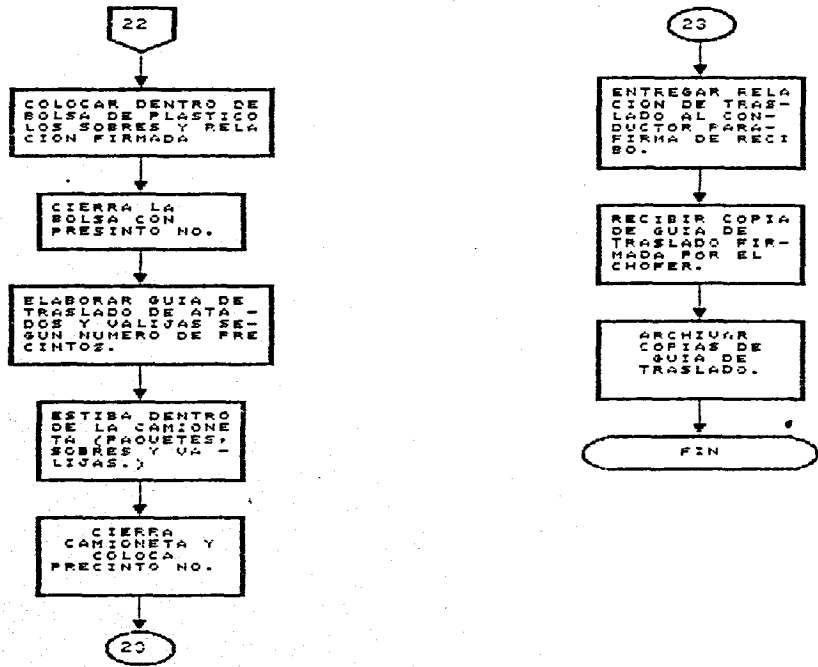 22
COLOCAR DENTRO DE
BOLSA DE PLASTICO
LOS SOBRES Y RELA
CION FIRMADA
CIERRA LA
BOLSA CON
PRESINTO NO.
ELABORAR GUIA DE
TRASLADO DE ATA-
DOS Y VALIJAS SE-
GUN NUMERO DE PRE
CINTOS.
ESTIBA DENTRO
DE LA CAMIONE
TA (PAQUETES,
SOBRES Y VA-
LIJAS.)
CIERRA
CAMIONETA Y
COLOCA
PRECINTO NO.
23
23
ENTREGAR RELA
CION DE TRAS-
LADO AL CON-
DUCTOR PARA-
FIRMA DE RECI
BO.
RECIBIR COPIA
DE GUIA DE
TRASLADO FIR-
MADA POR EL
CHOFER.
ARCHIVAR
COPIAS DE
GUIA DE
TRASLADO.
FIN